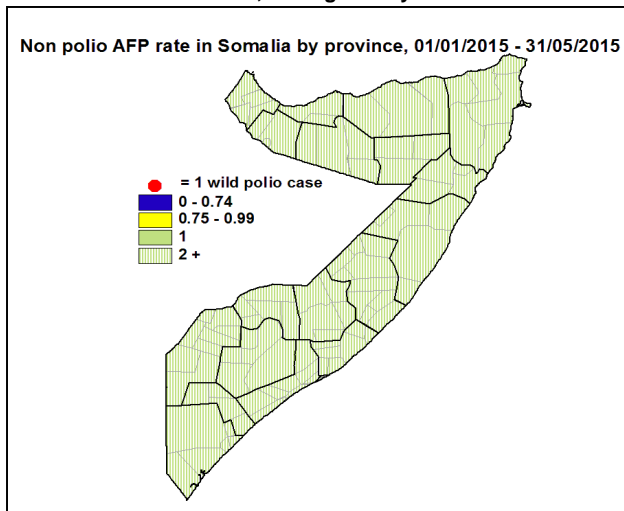 Non polio AFP rate in Somalia by province, 01/01/2015 - 31/05/2015
= 1 wild polio case
0 - 0.74
0.75 - 0.99
1
2 +